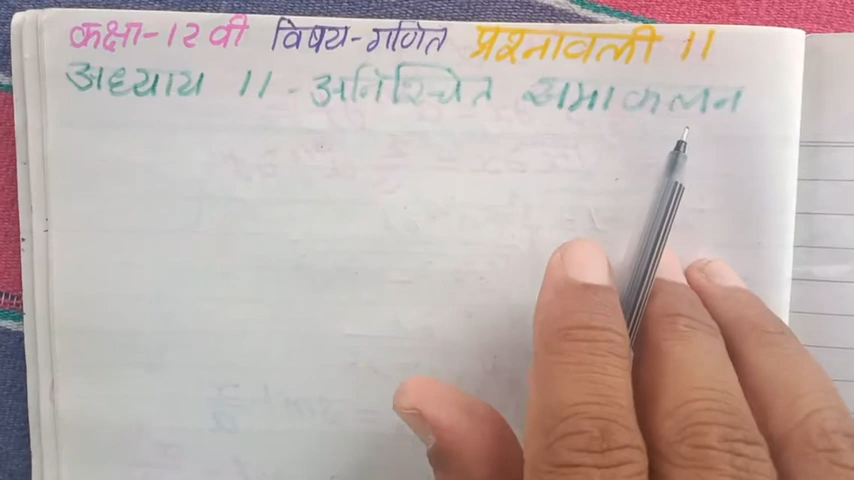 कक्षा-12वी विषय-गणित प्रश्नावली 11
अध्याय 11 - अनिश्चित समाकलन